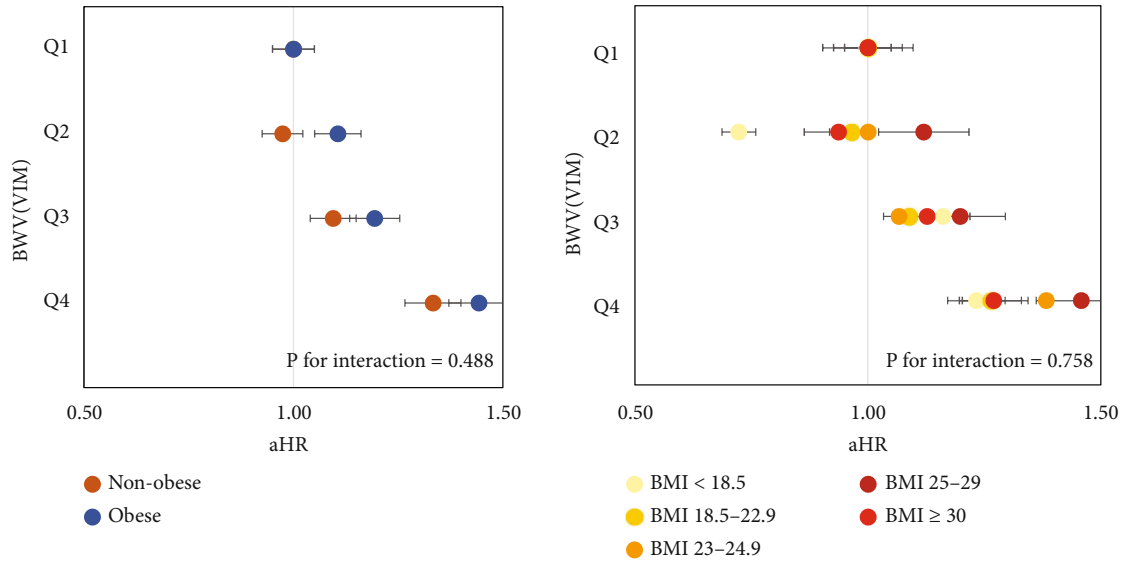 BWV(VIM)
Q1
Q2
Q3
Q4
P for interaction = 0.488
0.50
1.00
1.50
aHR
Non-obese
Obese
BWV(VIM)
Q1
Q2
Q3
Q4
P for interaction = 0.758
0.50
1.00
1.50
aHR
BMI < 18.5
BMI 18.5–22.9
BMI 23–24.9
BMI 25–29
BMI ≥ 30